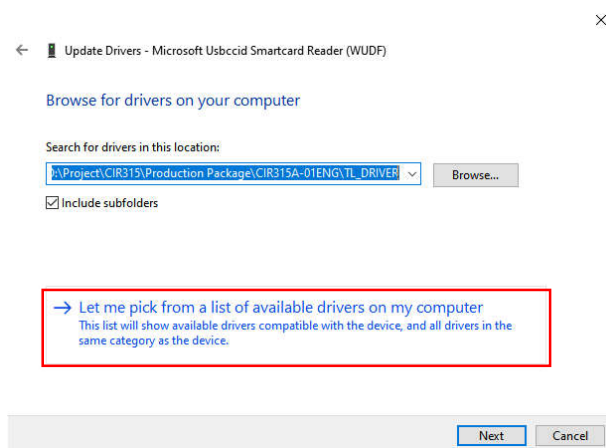 Update Drivers - Microsoft Usbccid Smartcard Reader (WUDF)
Browse for drivers on your computer
Search for drivers in this location:
:\Project\CIR315\Production Package\CIR315A-01ENG\TL_DRIVER
Browse...
Include subfolders
Let me pick from a list of available drivers on my computer
This list will show available drivers compatible with the device, and all drivers in the
same category as the device.
Next
Cancel